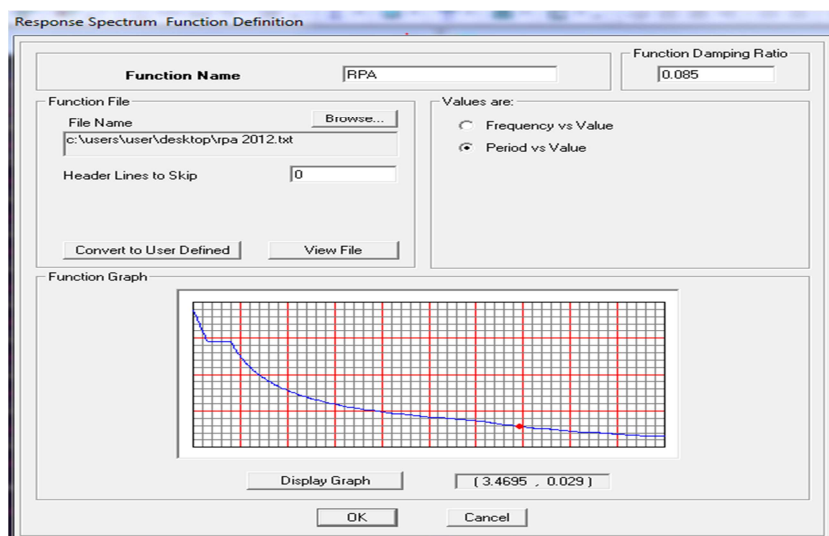 Response Spectrum Function Definition
Function Damping Ratio
Function Name
RPA
0.085
Function File
Values are:
File Name
Browse...
Frequency vs Value
c:\users\user\desktop\rpa 2012.txt
Period vs Value
Header Lines to Skip
0
Convert to User Defined
View File
Function Graph
Display Graph
( 3.4695 , 0.029 )
OK
Cancel